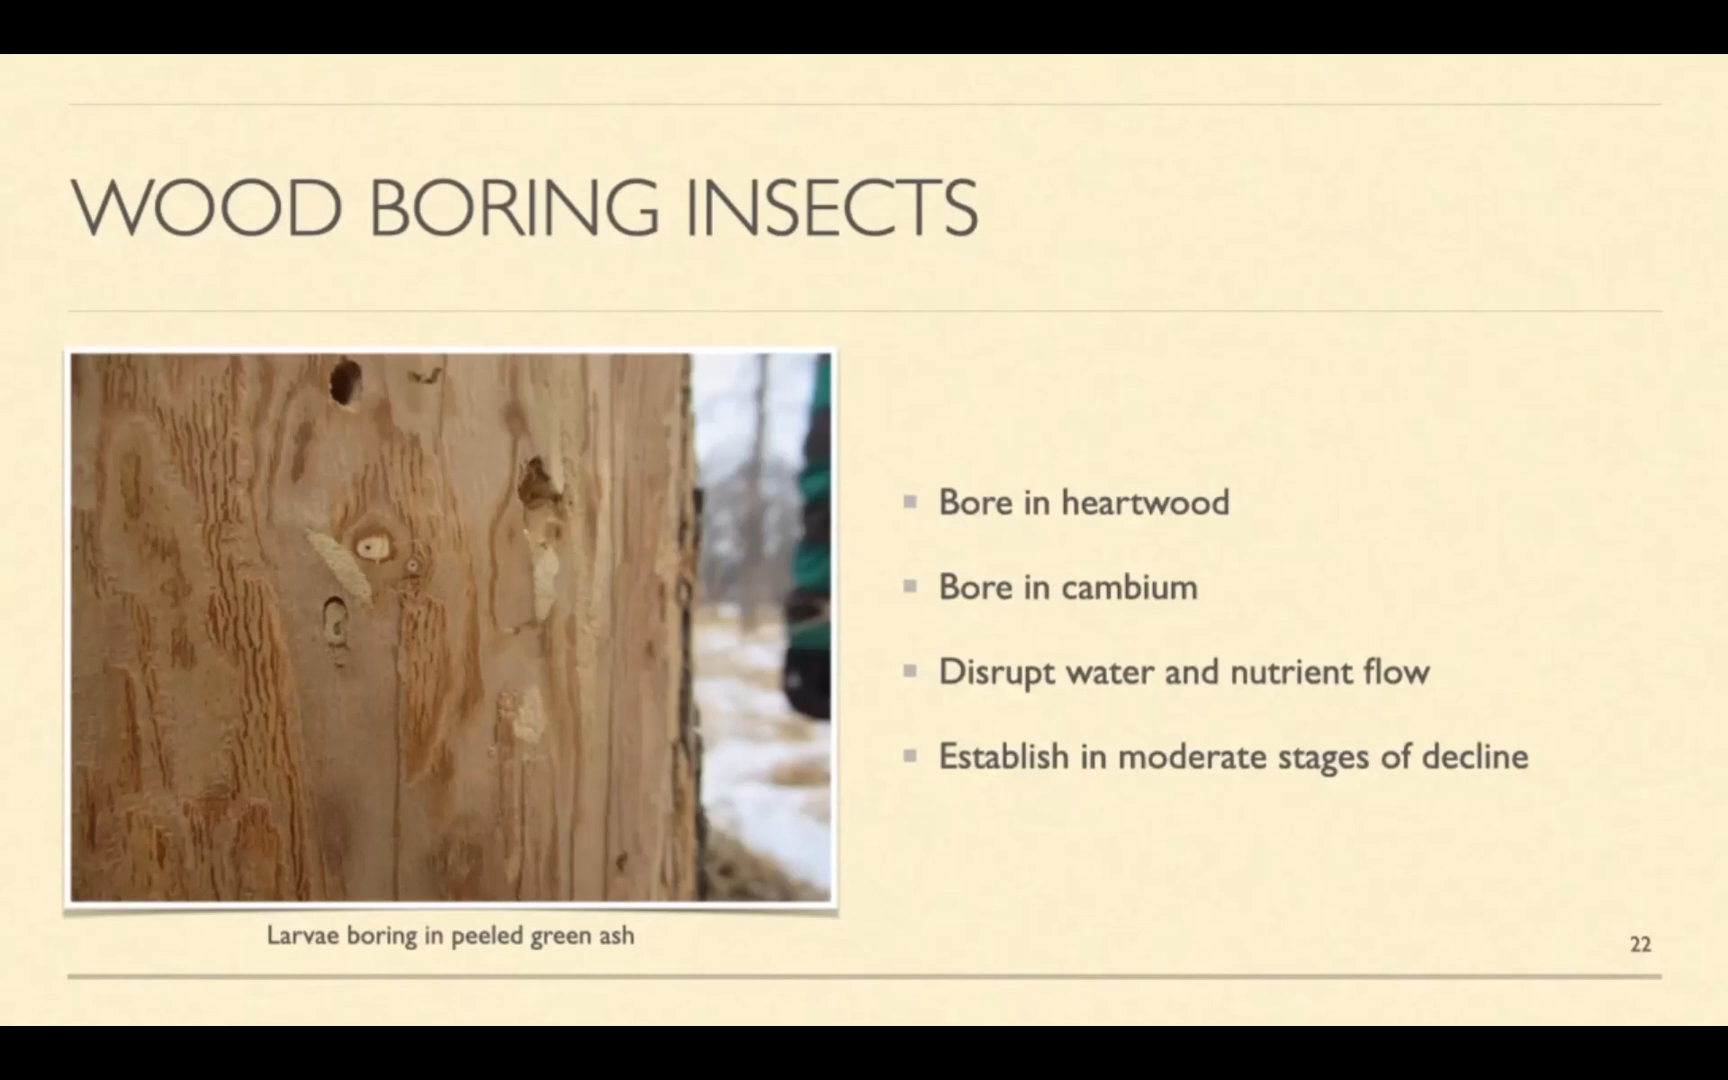 WOOD BORING INSECTS
Bore in heartwood
Bore in cambium
Disrupt water and nutrient flow
Establish in moderate stages of decline
Larvae boring in peeled green ash
22